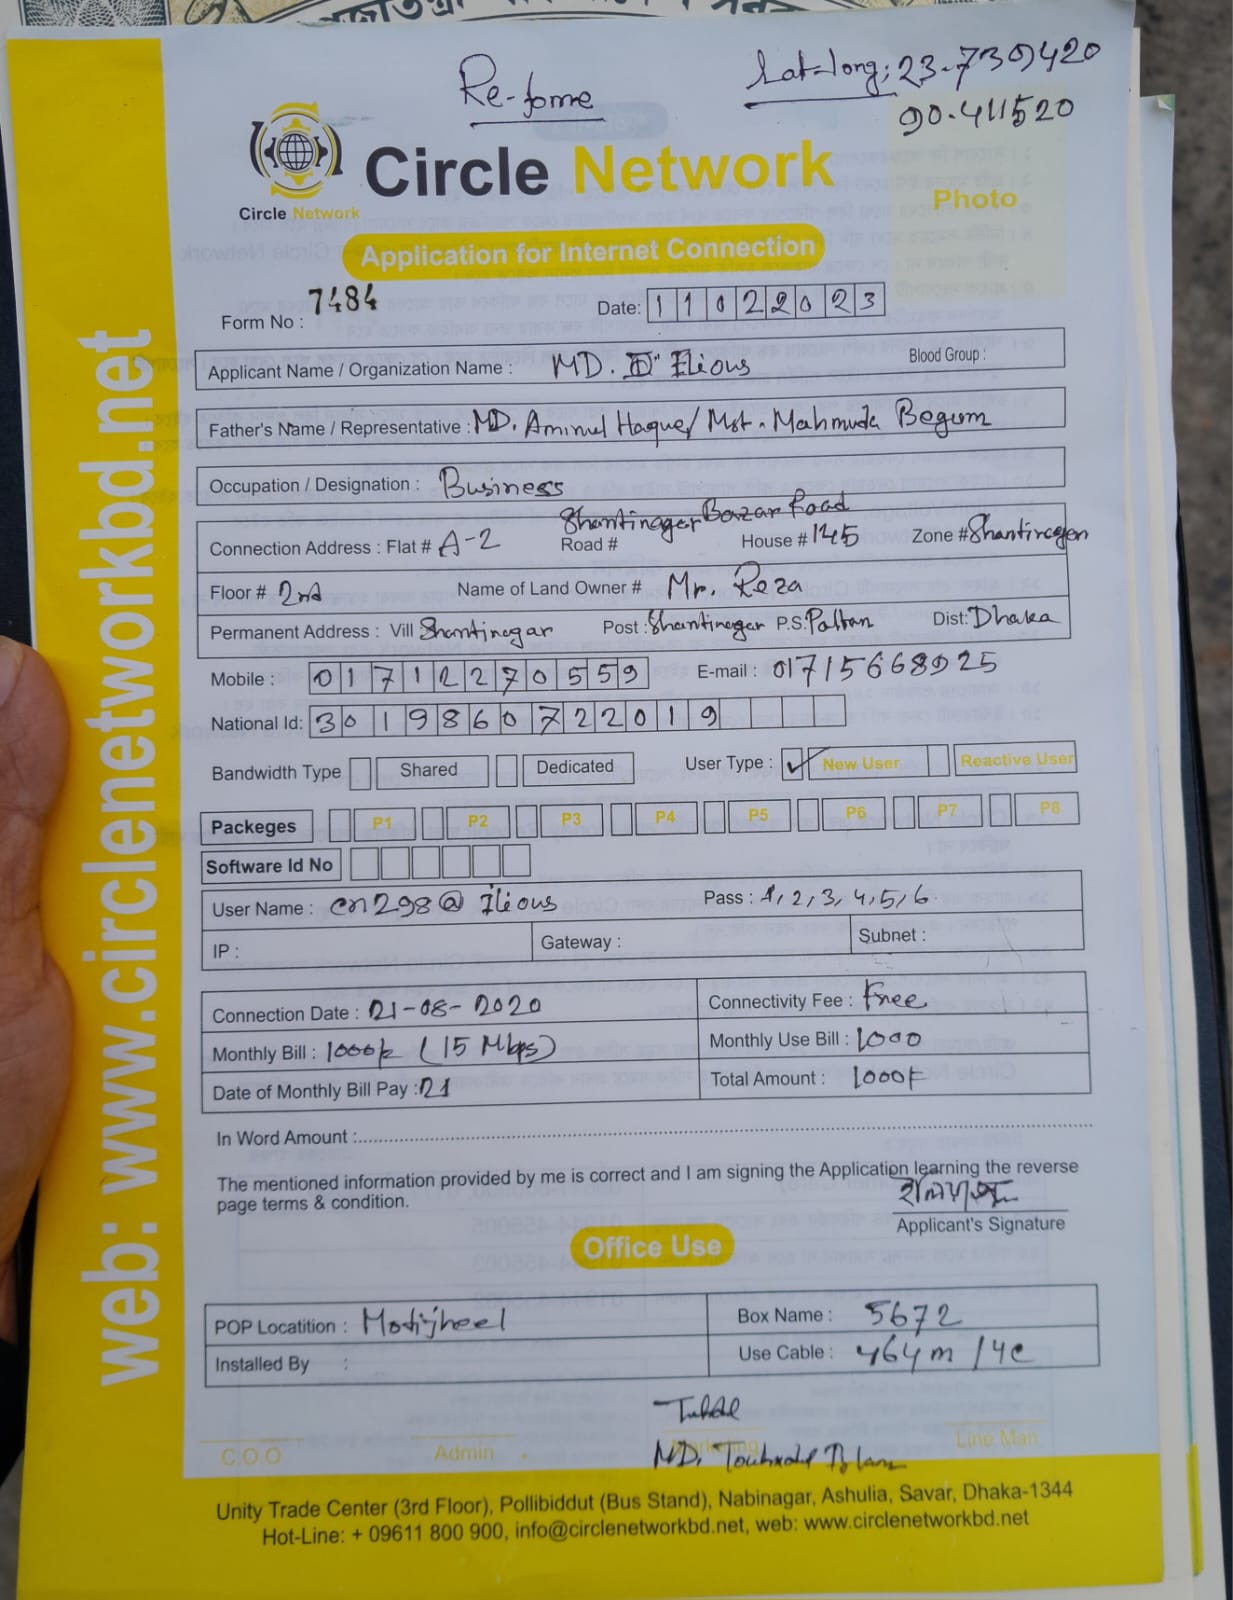 Re-fome
Lat-long: 23.7309420
90.411520
Circle Network
Circle Network
Photo
Application for Internet Connection
Form No : 7484
Date: 11022023
Applicant Name / Organization Name : MD. Ilious Blood Group :
Father's Name / Representative : MD. Aminul Haque/ Mst. Mahmuda Begum
Occupation / Designation : Business
Connection Address : Flat # A-2 Road # Shantinagar Bazar Road House # 145 Zone # Shantinagar
Floor # 2nd Name of Land Owner # Mr. Reza
Permanent Address : Vill Shantinagar Post : Shantinagar P.S. Paltan Dist: Dhaka
Mobile : 01712270559 E-mail : 01715668925
National Id: 3019860722019
Bandwidth Type Shared Dedicated User Type : ✓ New User Reactive User
Packeges P1 P2 P3 P4 P5 P6 P7 P8
Software Id No
User Name : cn298@Ilious Pass : 1,2,3,4,5,6
IP : Gateway : Subnet :
Connection Date : 21-08-2020 Connectivity Fee : Free
Monthly Bill : 1000/= (15 Mbps) Monthly Use Bill : 1000
Date of Monthly Bill Pay : 21 Total Amount : 1000/=
In Word Amount :
The mentioned information provided by me is correct and I am signing the Application learning the reverse
page terms & condition.
Applicant's Signature
Office Use
POP Locatition : Motijheel Box Name : 5672
Installed By : Use Cable : 464m /4c
C.O.O Admin Marketing Line Man
MD.
Unity Trade Center (3rd Floor), Pollibiddut (Bus Stand), Nabinagar, Ashulia, Savar, Dhaka-1344
Hot-Line: + 09611 800 900, info@circlenetworkbd.net, web: www.circlenetworkbd.net
web: www.circlenetworkbd.net